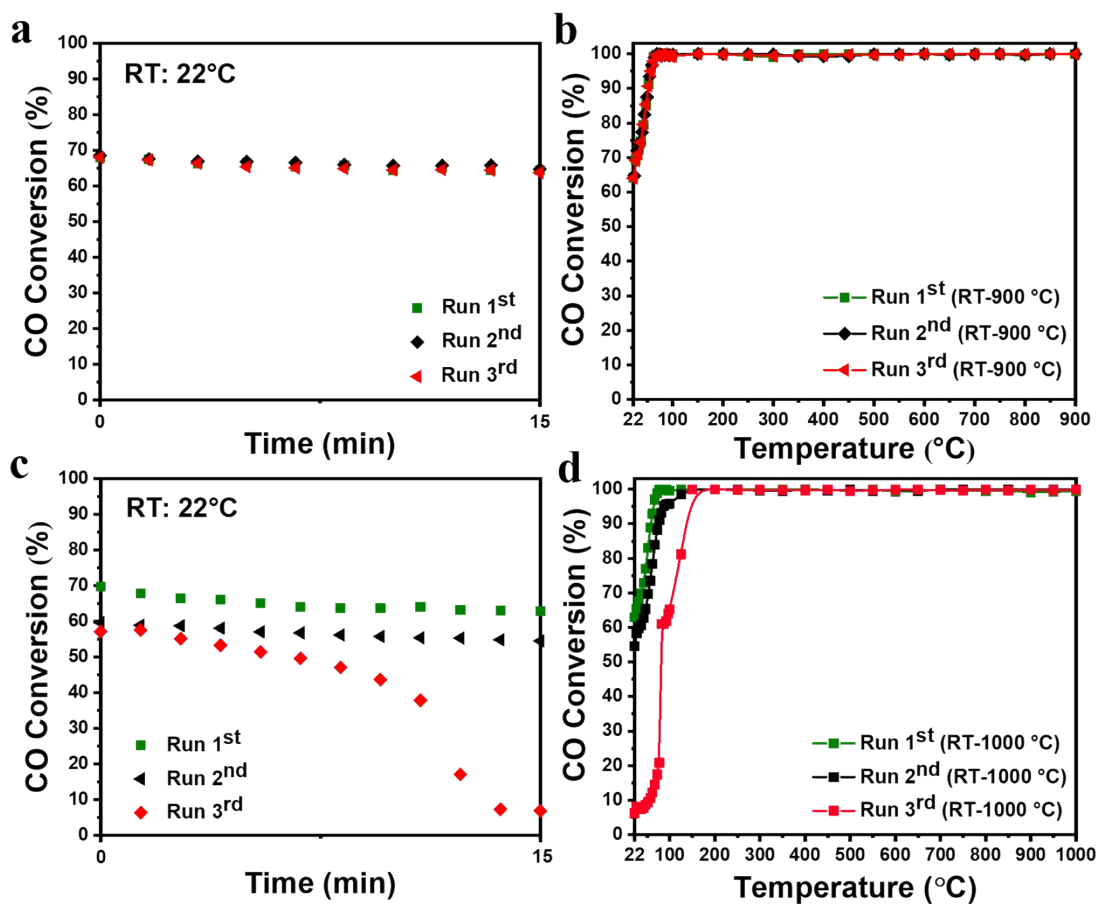 a
CO Conversion (%)
100
90
80
70
60
50
40
30
20
10
0
RT: 22°C
Run 1st
Run 2nd
Run 3rd
0
15
Time (min)
b
CO Conversion (%)
100
90
80
70
60
50
40
30
20
10
0
Run 1st (RT-900 °C)
Run 2nd (RT-900 °C)
Run 3rd (RT-900 °C)
22 100 200 300 400 500 600 700 800 900
Temperature (°C)
c
CO Conversion (%)
100
90
80
70
60
50
40
30
20
10
0
RT: 22°C
Run 1st
Run 2nd
Run 3rd
0
15
Time (min)
d
CO Conversion (%)
100
90
80
70
60
50
40
30
20
10
0
Run 1st (RT-1000 °C)
Run 2nd (RT-1000 °C)
Run 3rd (RT-1000 °C)
22 100 200 300 400 500 600 700 800 900 1000
Temperature (°C)